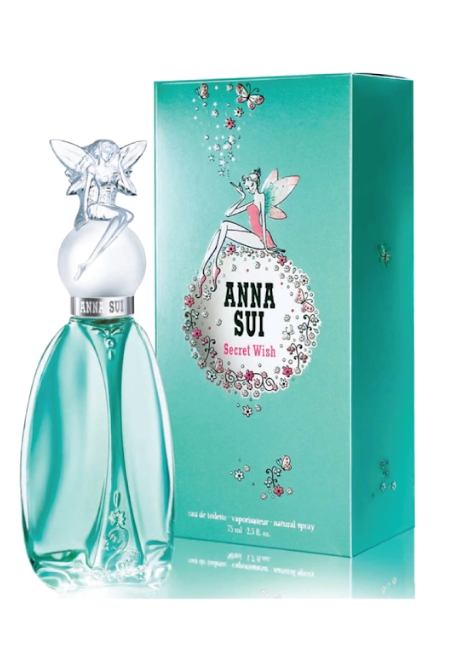 ANNA SUI
ANNA
SUI
Secret Wish
eau de toilette · vaporisateur · natural spray
75 ml · 2.5 fl. oz.